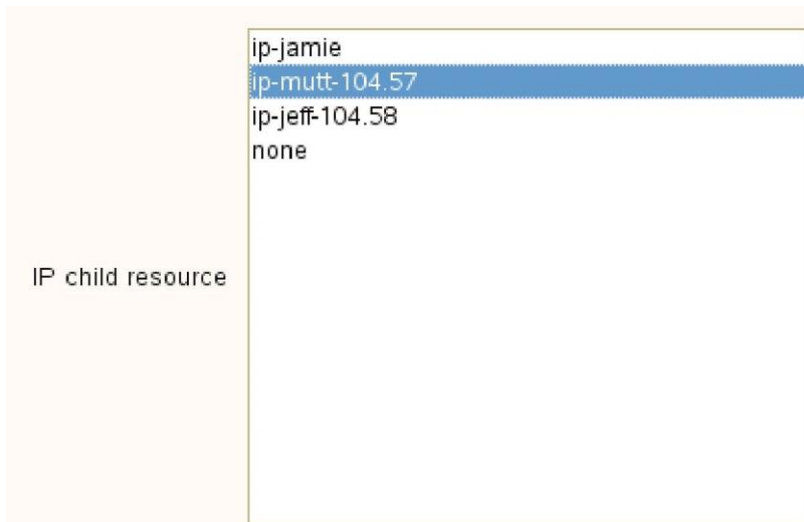 ip-jamie
ip-mutt-104.57
ip-jeff-104.58
none
IP child resource